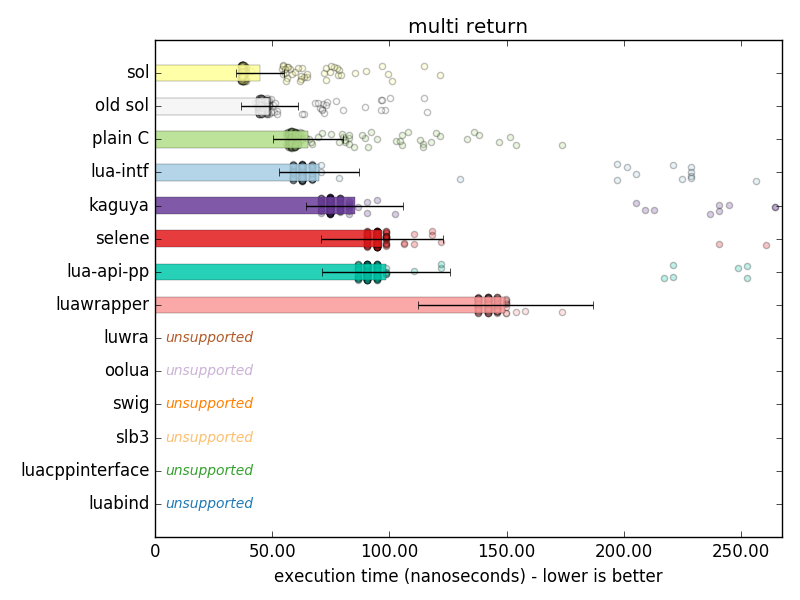 multi return
sol
old sol
plain C
lua-intf
kaguya
selene
lua-api-pp
luawrapper
luwra unsupported
oolua unsupported
swig unsupported
slb3 unsupported
luacppinterface unsupported
luabind unsupported
0 50.00 100.00 150.00 200.00 250.00
execution time (nanoseconds) - lower is better